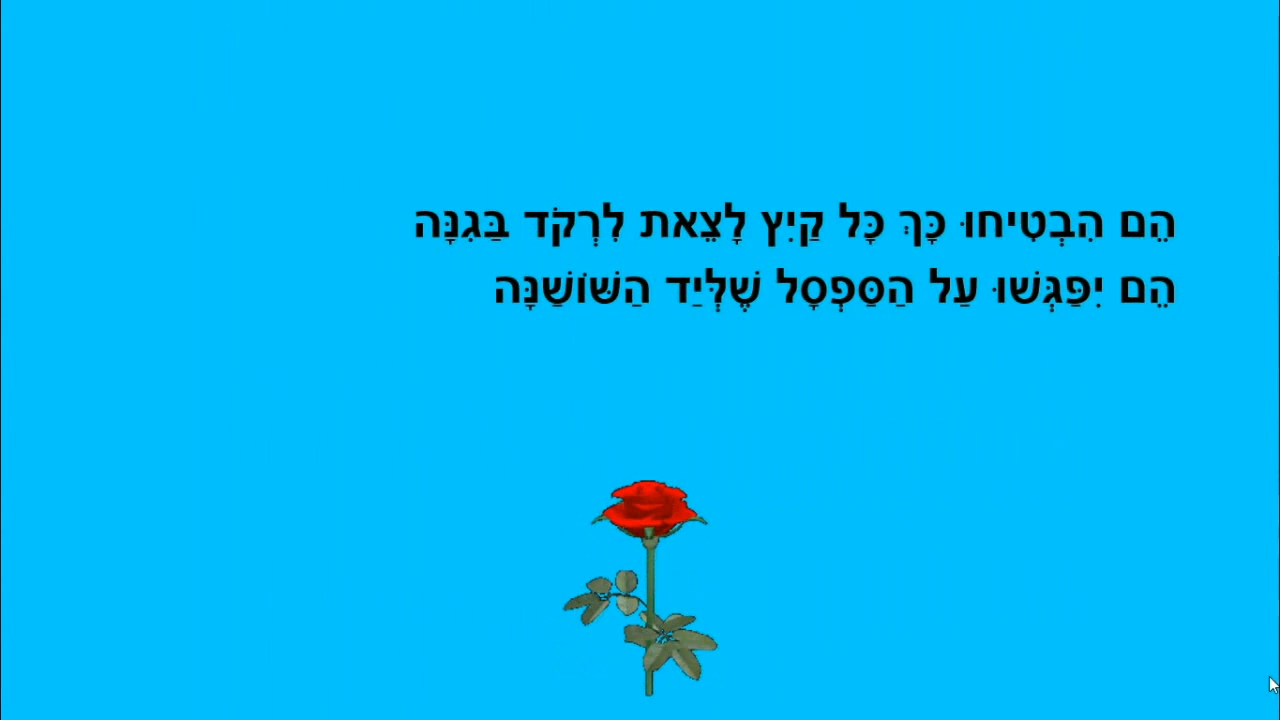 הֵם הִבְטִיחוּ כָּךְ כָּל קַיִץ לָצֵאת לִרְקֹד בַּגִנָּה
הֵם יִפַּגְּשׁוּ עַל הַסַּפְסָל שֶׁלְּיַד הַשּׁוֹשַׁנָּה